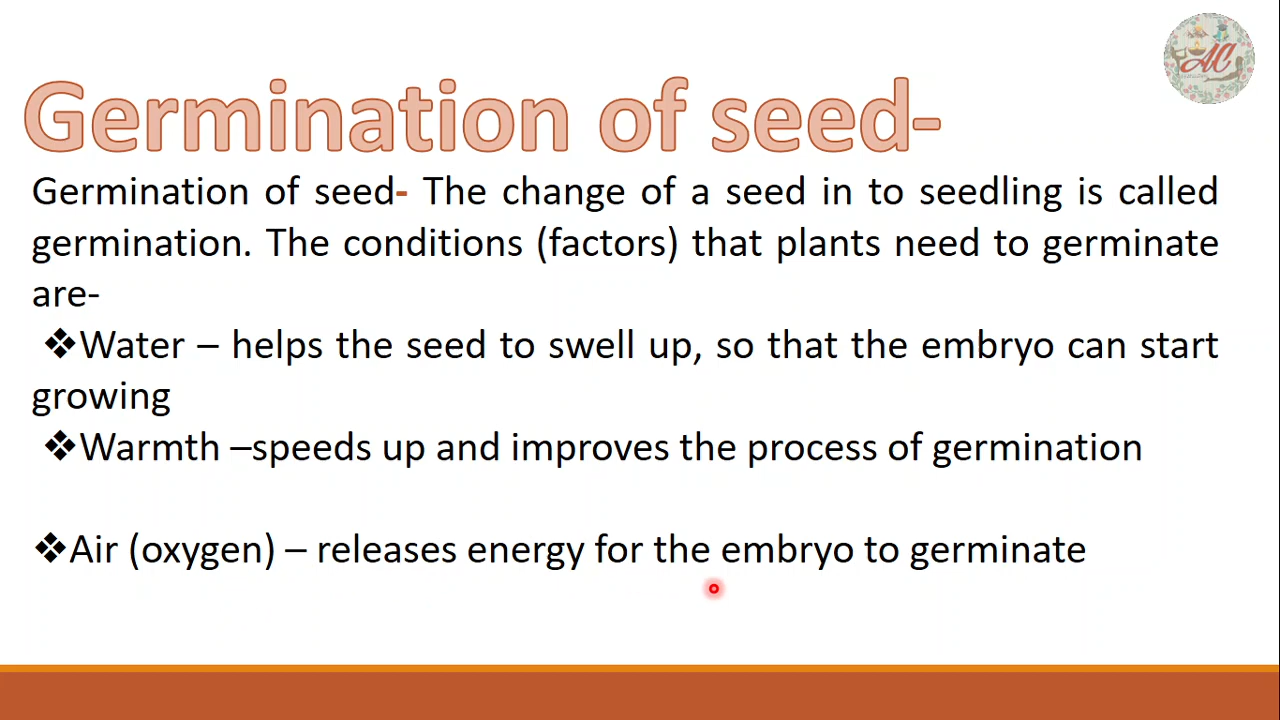 Germination of seed-
Germination of seed- The change of a seed in to seedling is called
germination. The conditions (factors) that plants need to germinate
are-
❖Water – helps the seed to swell up, so that the embryo can start
growing
❖Warmth –speeds up and improves the process of germination
❖Air (oxygen) – releases energy for the embryo to germinate
AC